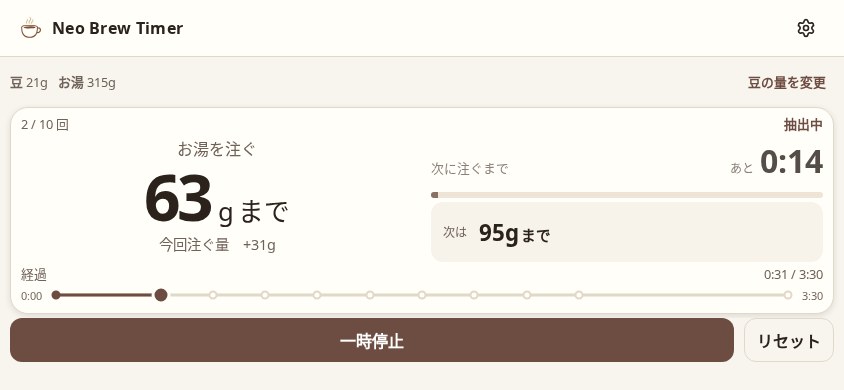 Neo Brew Timer
豆 21g お湯 315g
豆の量を変更
2 / 10 回
抽出中
お湯を注ぐ
63 g まで
今回注ぐ量 +31g
次に注ぐまで
あと 0:14
次は 95gまで
経過
0:31 / 3:30
0:00
3:30
一時停止
リセット